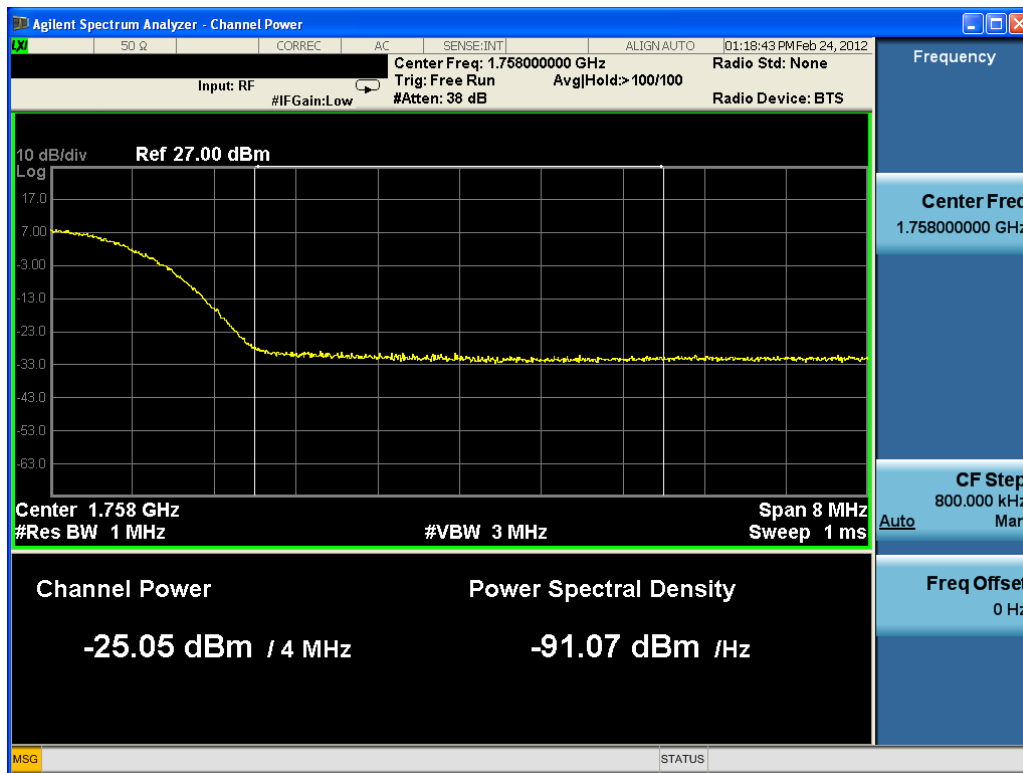 Agilent Spectrum Analyzer - Channel Power
LXI 50 Ω CORREC AC SENSE:INT ALIGN AUTO 01:18:43 PM Feb 24, 2012
Center Freq: 1.758000000 GHz Radio Std: None
Input: RF Trig: Free Run Avg|Hold:>100/100
#IFGain:Low #Atten: 38 dB Radio Device: BTS
10 dB/div Ref 27.00 dBm
Log
17.0
7.00
-3.00
-13.0
-23.0
-33.0
-43.0
-53.0
-63.0
Center 1.758 GHz Span 8 MHz
#Res BW 1 MHz #VBW 3 MHz Sweep 1 ms
Channel Power Power Spectral Density
-25.05 dBm / 4 MHz -91.07 dBm /Hz
Frequency
Center Freq
1.758000000 GHz
CF Step
800.000 kHz
Auto Man
Freq Offset
0 Hz
MSG STATUS